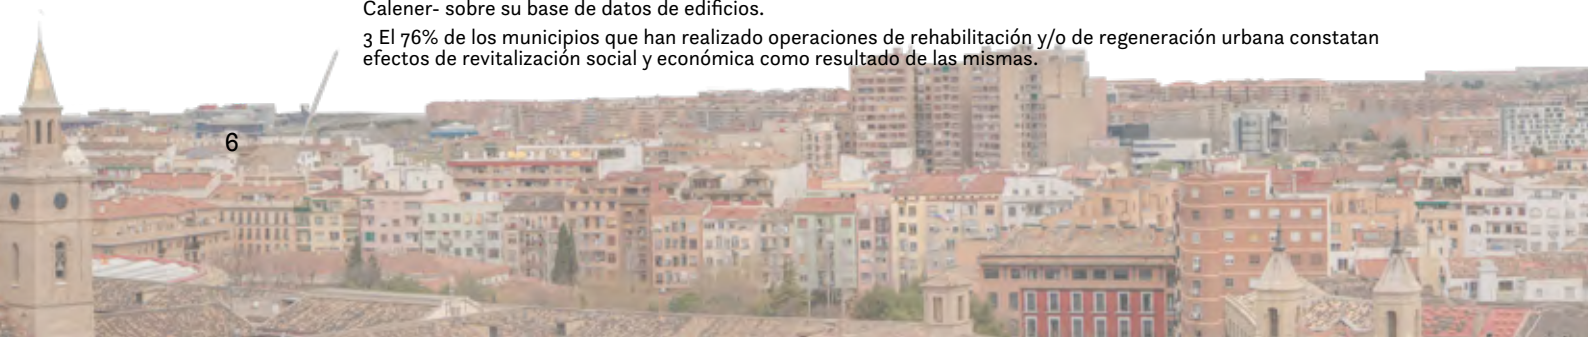 Calener- sobre su base de datos de edificios.
3 El 76% de los municipios que han realizado operaciones de rehabilitación y/o de regeneración urbana constatan
efectos de revitalización social y económica como resultado de las mismas.
6